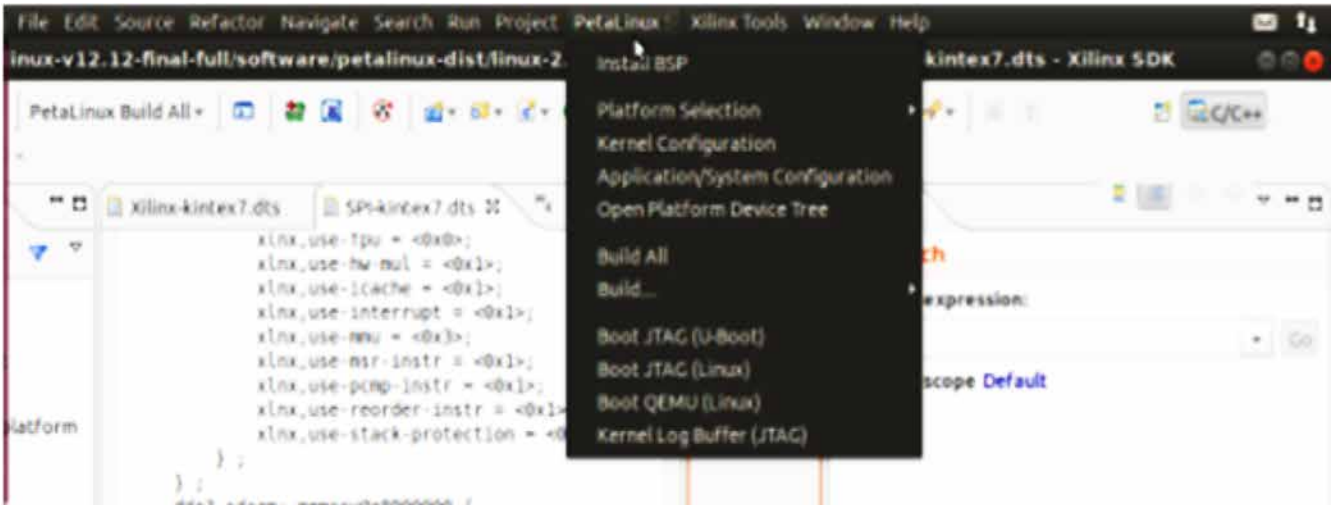 File Edit Source Refactor Navigate Search Run Project PetaLinux Xilinx Tools Window Help
inux-v12.12-final-full/software/petalinux-dist/linux-2. kintex7.dts - Xilinx SDK
Install BSP
PetaLinux Build All C/C++
Platform Selection
Kernel Configuration
Application/System Configuration
Open Platform Device Tree
Build All
Build...
Boot JTAG (U-Boot)
Boot JTAG (Linux)
Boot QEMU (Linux)
Kernel Log Buffer (JTAG)
Xilinx-kintex7.dts SPI-kintex7.dts
xlnx,use-fpu = <0x0>;
xlnx,use-hw-mul = <0x1>;
xlnx,use-icache = <0x1>;
xlnx,use-interrupt = <0x1>;
xlnx,use-mmu = <0x3>;
xlnx,use-msr-instr = <0x1>;
xlnx,use-pcmp-instr = <0x1>;
xlnx,use-reorder-instr = <0x1>
xlnx,use-stack-protection = <0
} ;
} ;
latform
ch
expression:
Go
scope Default